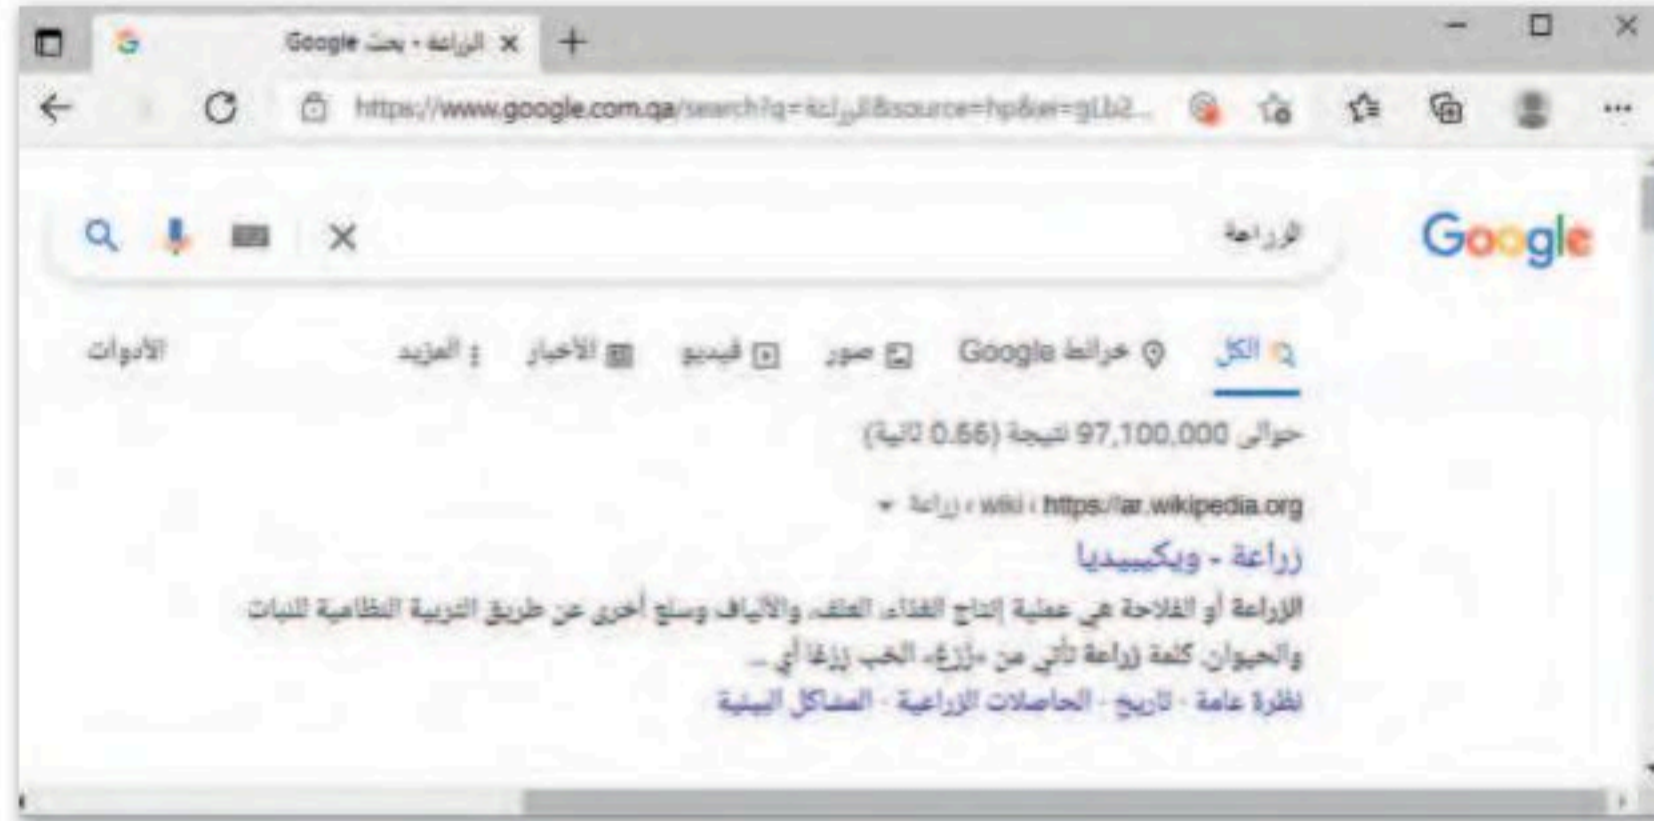 الزراعة - بحث Google
https://www.google.com.qa/search?q=الزراعة&source=hp&ei=gLb2...
Google
الزراعة
الكل خرائط Google صور فيديو الأخبار المزيد الأدوات
حوالى 97,100,000 نتيجة (0.66 ثانية)
https://ar.wikipedia.org › wiki › زراعة
زراعة - ويكيبيديا
الزراعة أو الفلاحة هي عملية إنتاج الغذاء، العلف، والألياف وسلع أخرى عن طريق التربية النظامية للنبات
والحيوان. كلمة زراعة تأتي من «زَرَعَ» الحب زرعًا أي ...
نظرة عامة · تاريخ · الحاصلات الزراعية · المشاكل البيئية